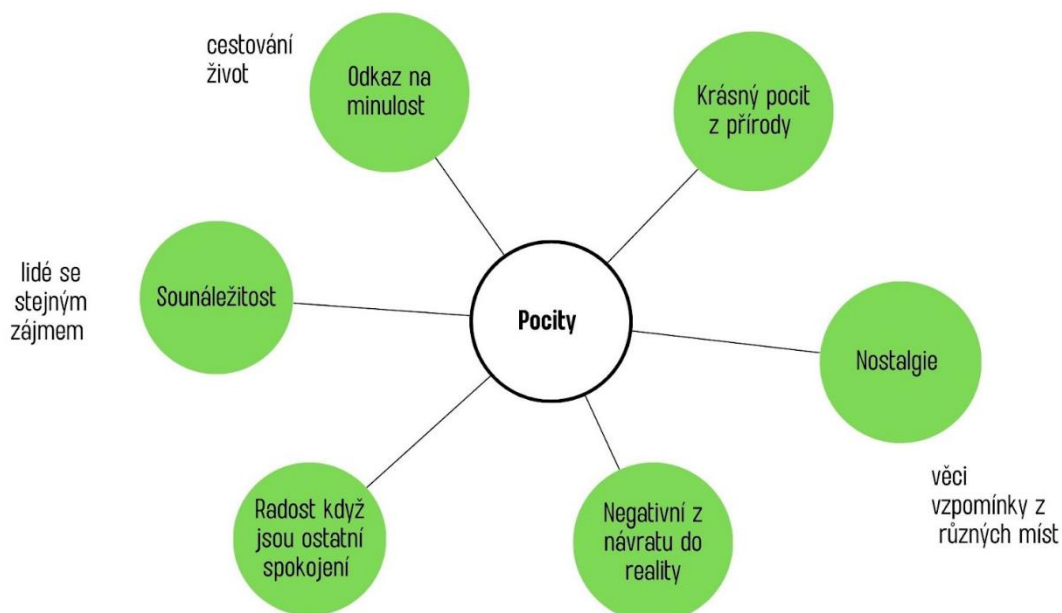 cestování
život
Odkaz na
minulost
Krásný pocit
z přírody
lidé se
stejným
zájmem
Sounáležitost
Pocity
Nostalgie
věci
vzpomínky z
různých míst
Radost když
jsou ostatní
spokojení
Negativní z
návratu do
reality